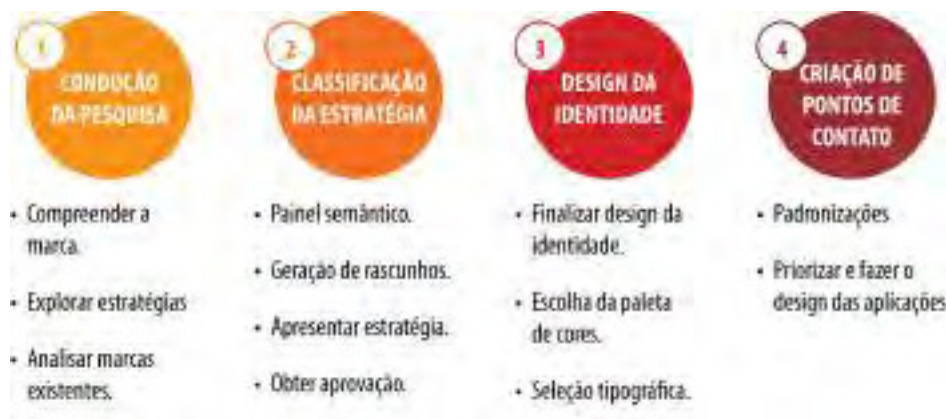 1
CONDUÇÃO
DA PESQUISA
• Compreender a
marca.
• Explorar estratégias
• Analisar marcas
existentes.
2
CLASSIFICAÇÃO
DA ESTRATÉGIA
• Painel semântico.
• Geração de rascunhos.
• Apresentar estratégia.
• Obter aprovação.
3
DESIGN DA
IDENTIDADE
• Finalizar design da
identidade.
• Escolha da paleta
de cores.
• Seleção tipográfica.
4
CRIAÇÃO DE
PONTOS DE
CONTATO
• Padronizações
• Priorizar e fazer o
design das aplicações